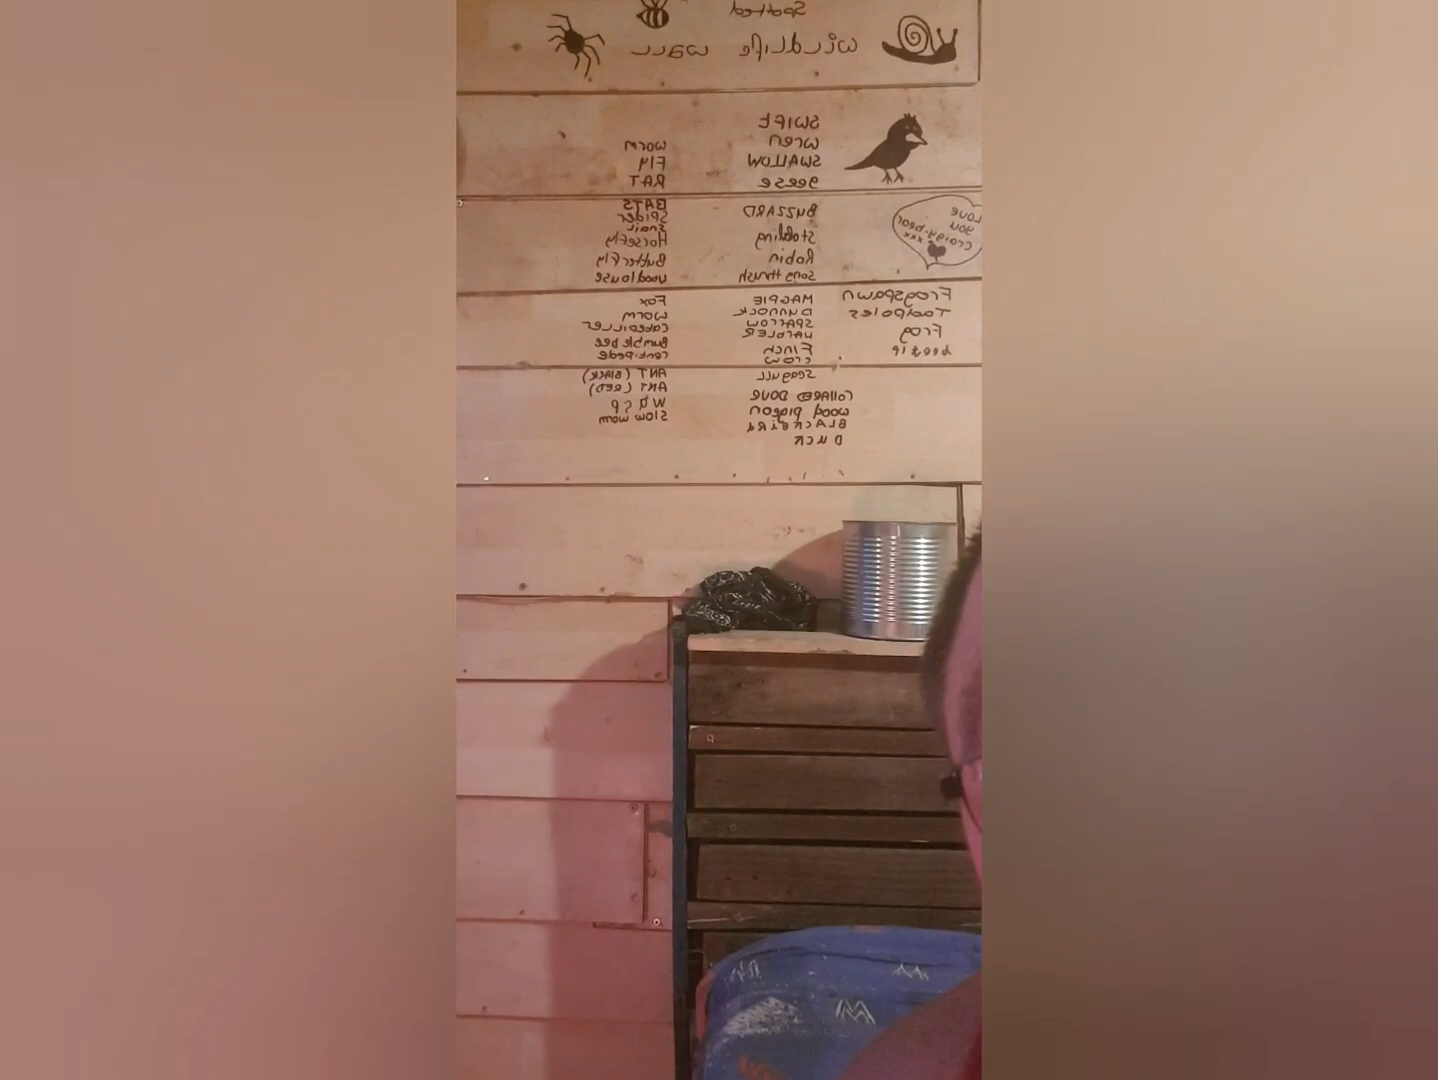 Spotted
wildlife wall
SWIFT
wren
SWALLOW
geese
BUZZARD
Starling
Robin
Song thrush
MAGPIE
DUNNOCK
SPARROW
WARBLER
Finch
crow
Seagull
COLLARED DOVE
wood pigeon
BLACKBIRd
DUCK
worm
Fly
RAT
BATS
Spider
Snail
Horsefly
Butterfly
woodlouse
Fox
worm
caterpiller
Bumble bee
centipede
ANT (BLACK)
ANT (RED)
WaSP
Slow worm
LOVE
you
craigy-bear
xxx
Frogspawn
Tadpoles
Frog